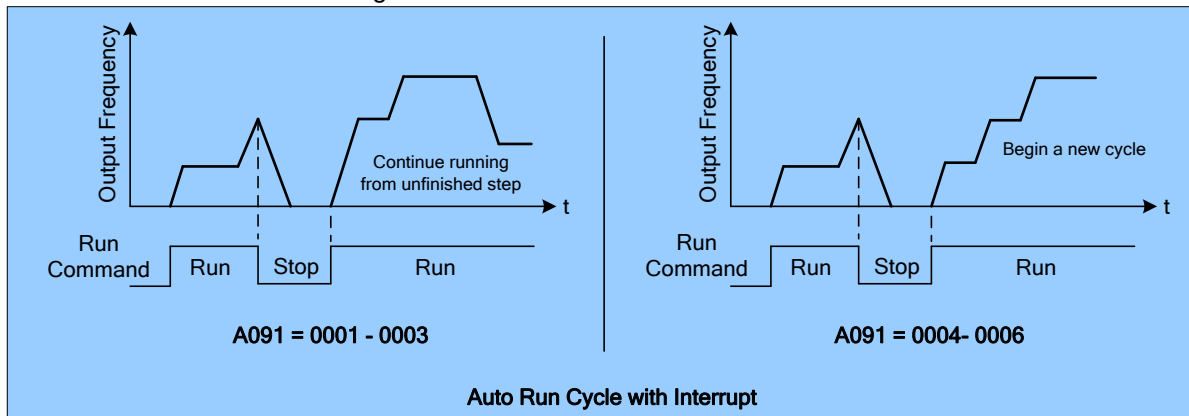 Output Frequency
Continue running
from unfinished step
t
Run
Command
Run
Stop
Run
A091 = 0001 - 0003
Output Frequency
Begin a new cycle
t
Run
Command
Run
Stop
Run
A091 = 0004- 0006
Auto Run Cycle with Interrupt